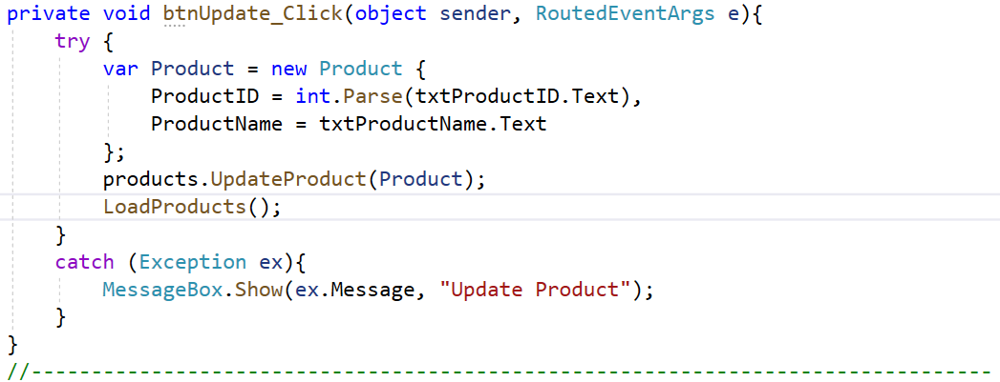 private void btnUpdate_Click(object sender, RoutedEventArgs e){
    try {
        var Product = new Product {
            ProductID = int.Parse(txtProductID.Text),
            ProductName = txtProductName.Text
        };
        products.UpdateProduct(Product);
        LoadProducts();
    }
    catch (Exception ex){
        MessageBox.Show(ex.Message, "Update Product");
    }
}
//--------------------------------------------------------------------------------